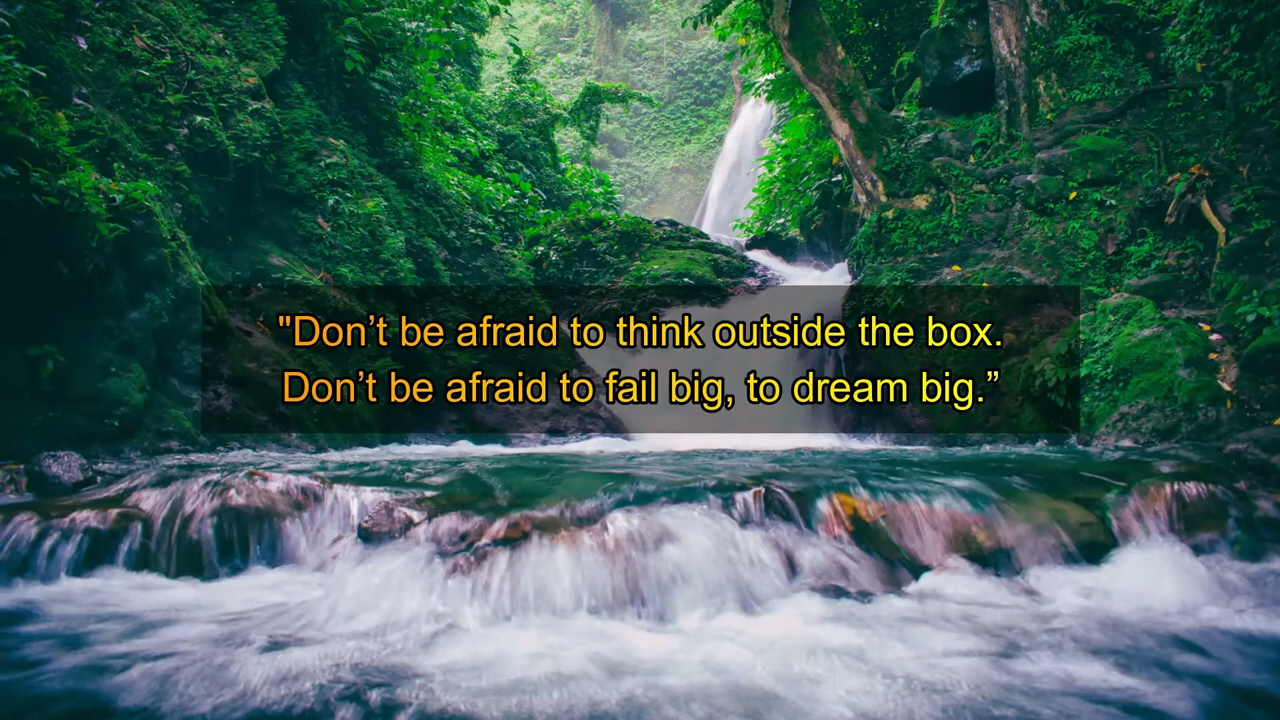 "Don’t be afraid to think outside the box.
Don’t be afraid to fail big, to dream big.”